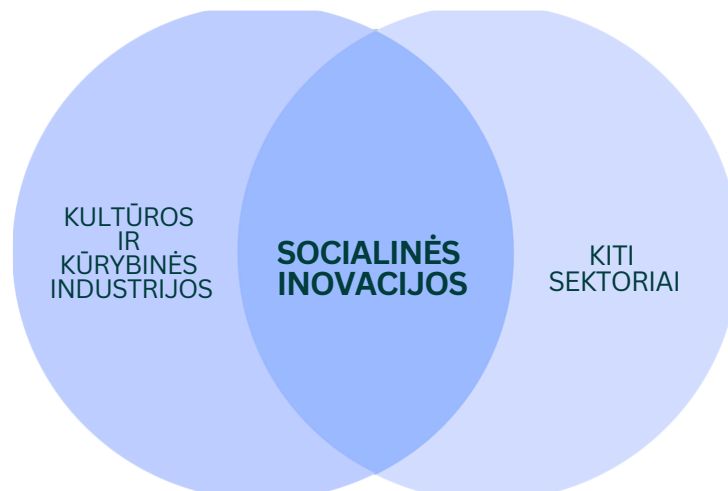 KULTŪROS
IR
KŪRYBINĖS
INDUSTRIJOS
SOCIALINĖS
INOVACIJOS
KITI
SEKTORIAI